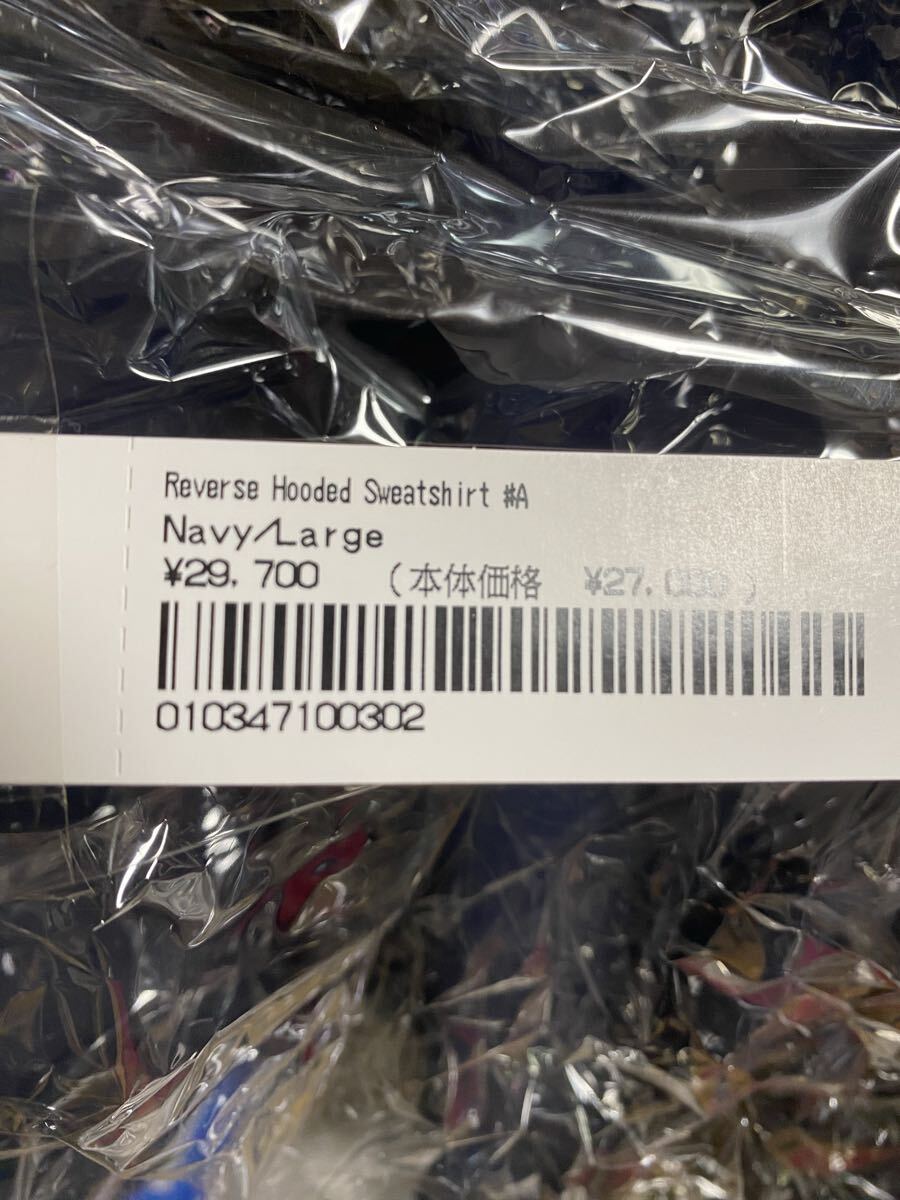 Reverse Hooded Sweatshirt #A
Navy/Large
¥29,700 (本体価格 ¥27,000)
010347100302